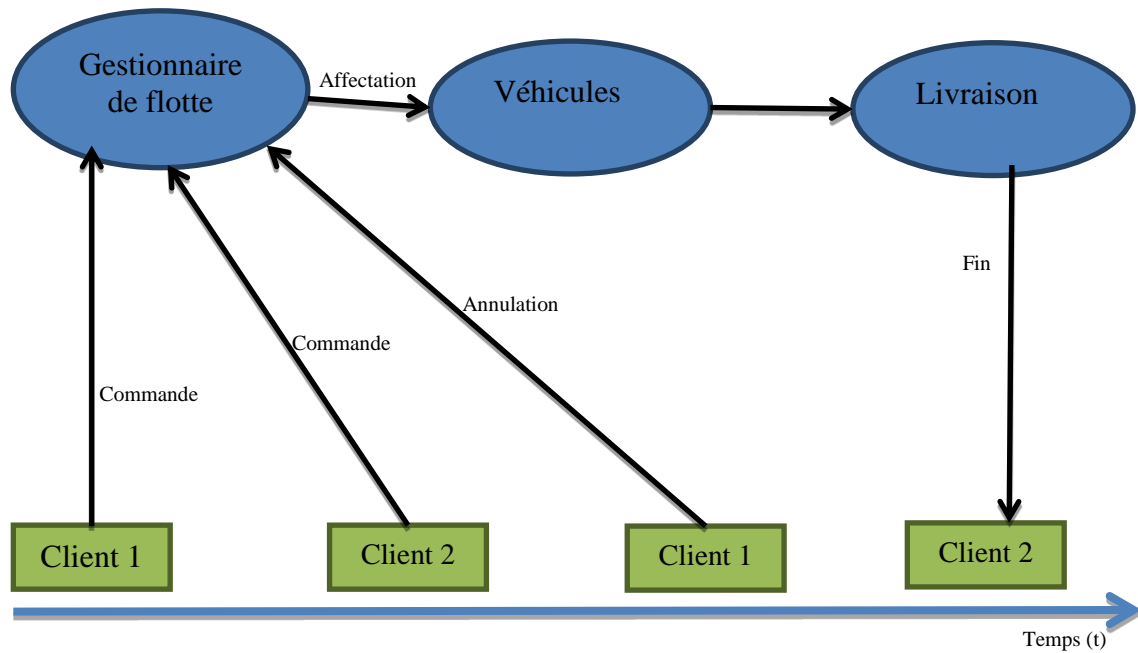 Gestionnaire
de flotte
Affectation
Véhicules
Livraison
Fin
Annulation
Commande
Commande
Client 1
Client 2
Client 1
Client 2
Temps (t)